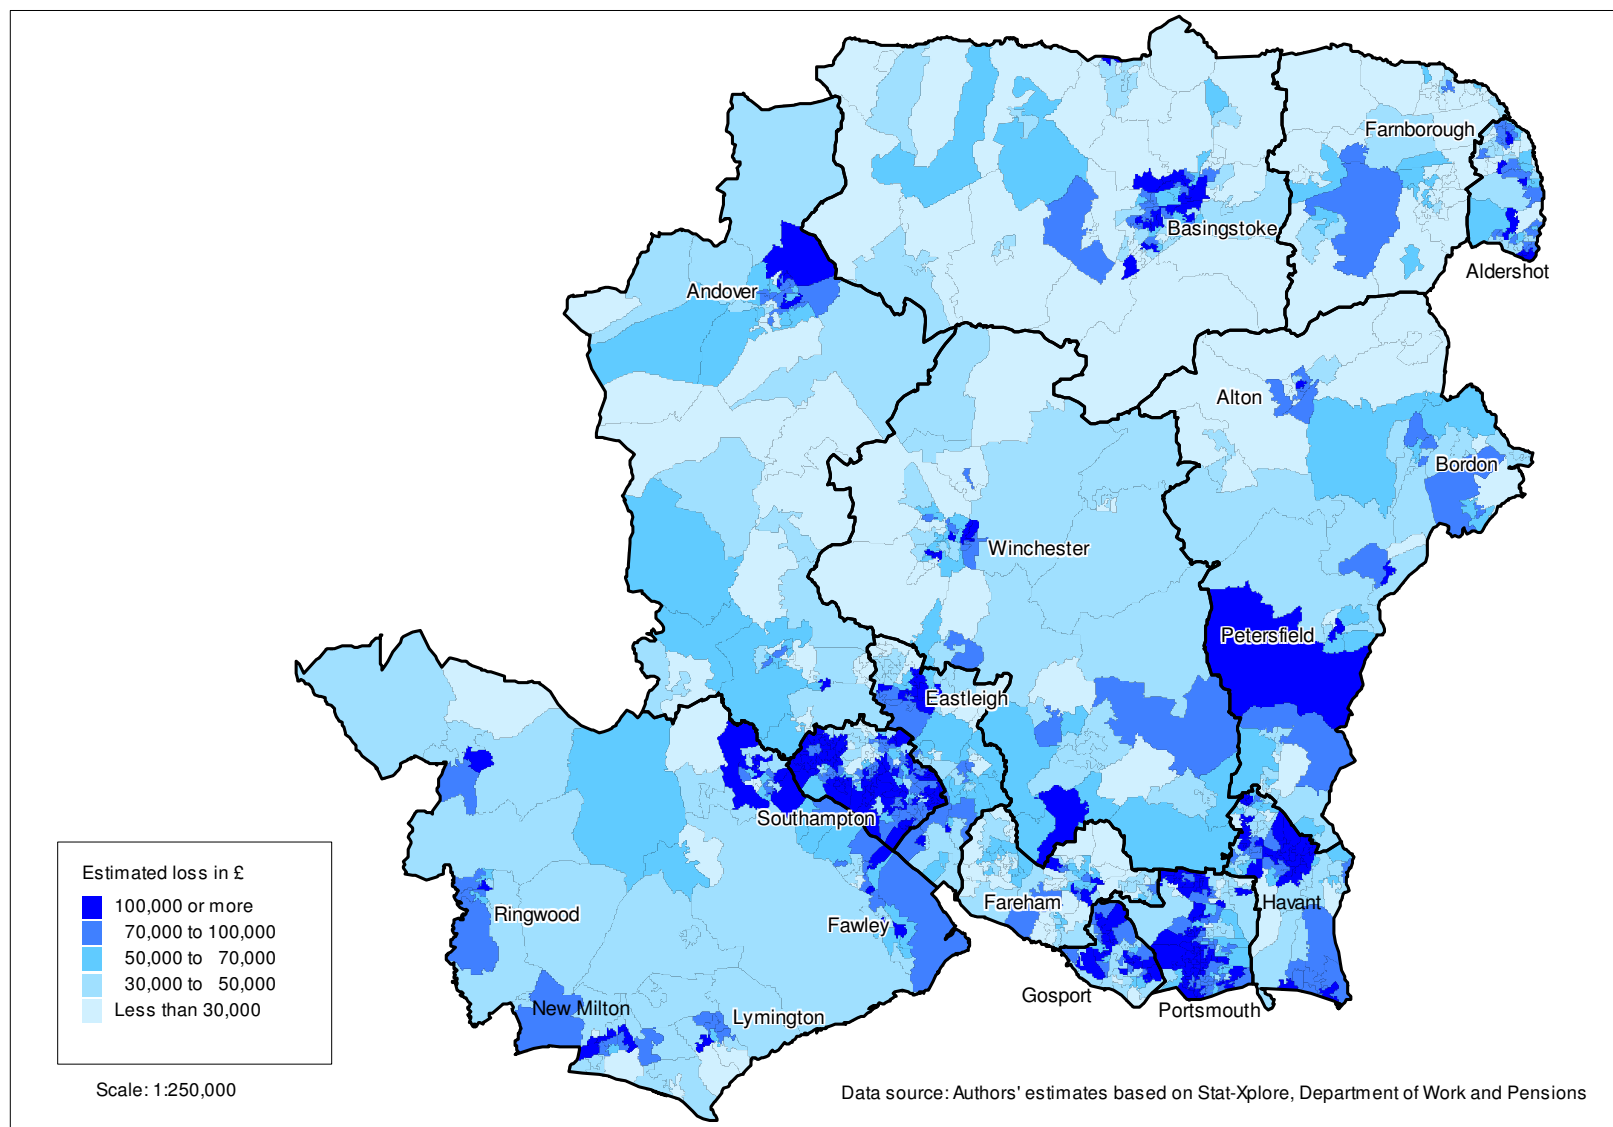 Farnborough
Basingstoke
Aldershot
Andover
Alton
Bordon
Winchester
Petersfield
Eastleigh
Southampton
Estimated loss in £
100,000 or more
70,000 to 100,000
50,000 to 70,000
30,000 to 50,000
Less than 30,000
Ringwood
Fawley
Fareham
Havant
New Milton
Lymington
Gosport
Portsmouth
Scale: 1:250,000
Data source: Authors' estimates based on Stat-Xplore, Department of Work and Pensions